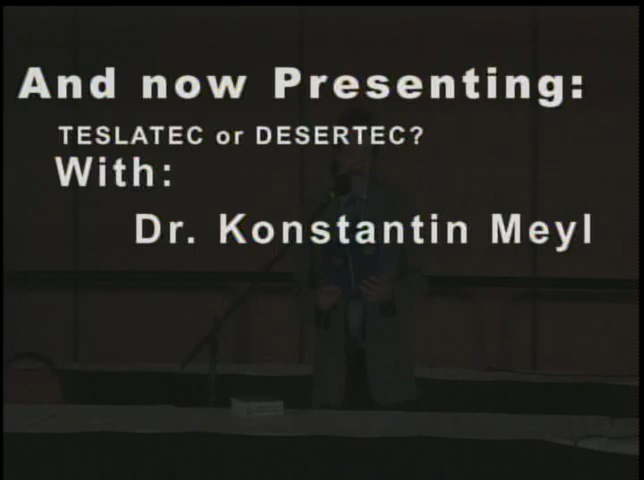 And now Presenting:
TESLATEC or DESERTEC?
With:
Dr. Konstantin Meyl